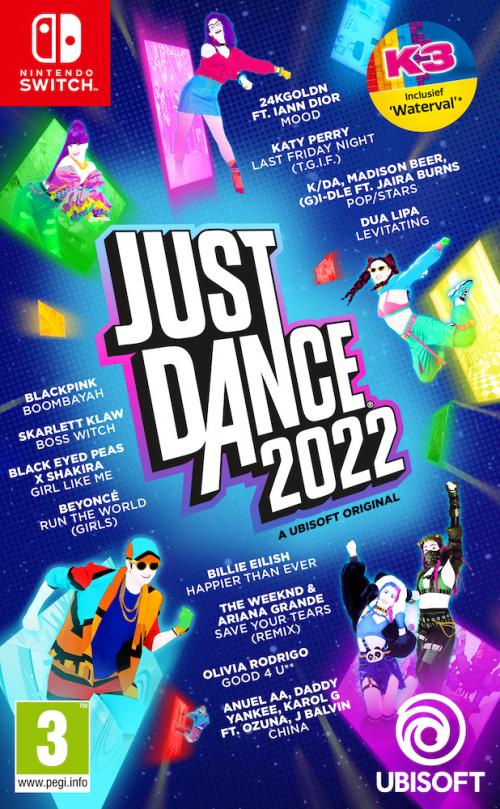 NINTENDO
SWITCH™
K3
Inclusief
'Waterval'*
24KGOLDN
FT. IANN DIOR
MOOD
KATY PERRY
LAST FRIDAY NIGHT
(T.G.I.F.)
K/DA, MADISON BEER,
(G)I-DLE FT. JAIRA BURNS
POP/STARS
DUA LIPA
LEVITATING
JUST
DANCE®
2022
A UBISOFT ORIGINAL
BLACKPINK
BOOMBAYAH
SKARLETT KLAW
BOSS WITCH
BLACK EYED PEAS
X SHAKIRA
GIRL LIKE ME
BEYONCÉ
RUN THE WORLD
(GIRLS)
BILLIE EILISH
HAPPIER THAN EVER
THE WEEKND &
ARIANA GRANDE
SAVE YOUR TEARS
(REMIX)
OLIVIA RODRIGO
GOOD 4 U**
ANUEL AA, DADDY
YANKEE, KAROL G
FT. OZUNA, J BALVIN
CHINA
3™
www.pegi.info
UBISOFT